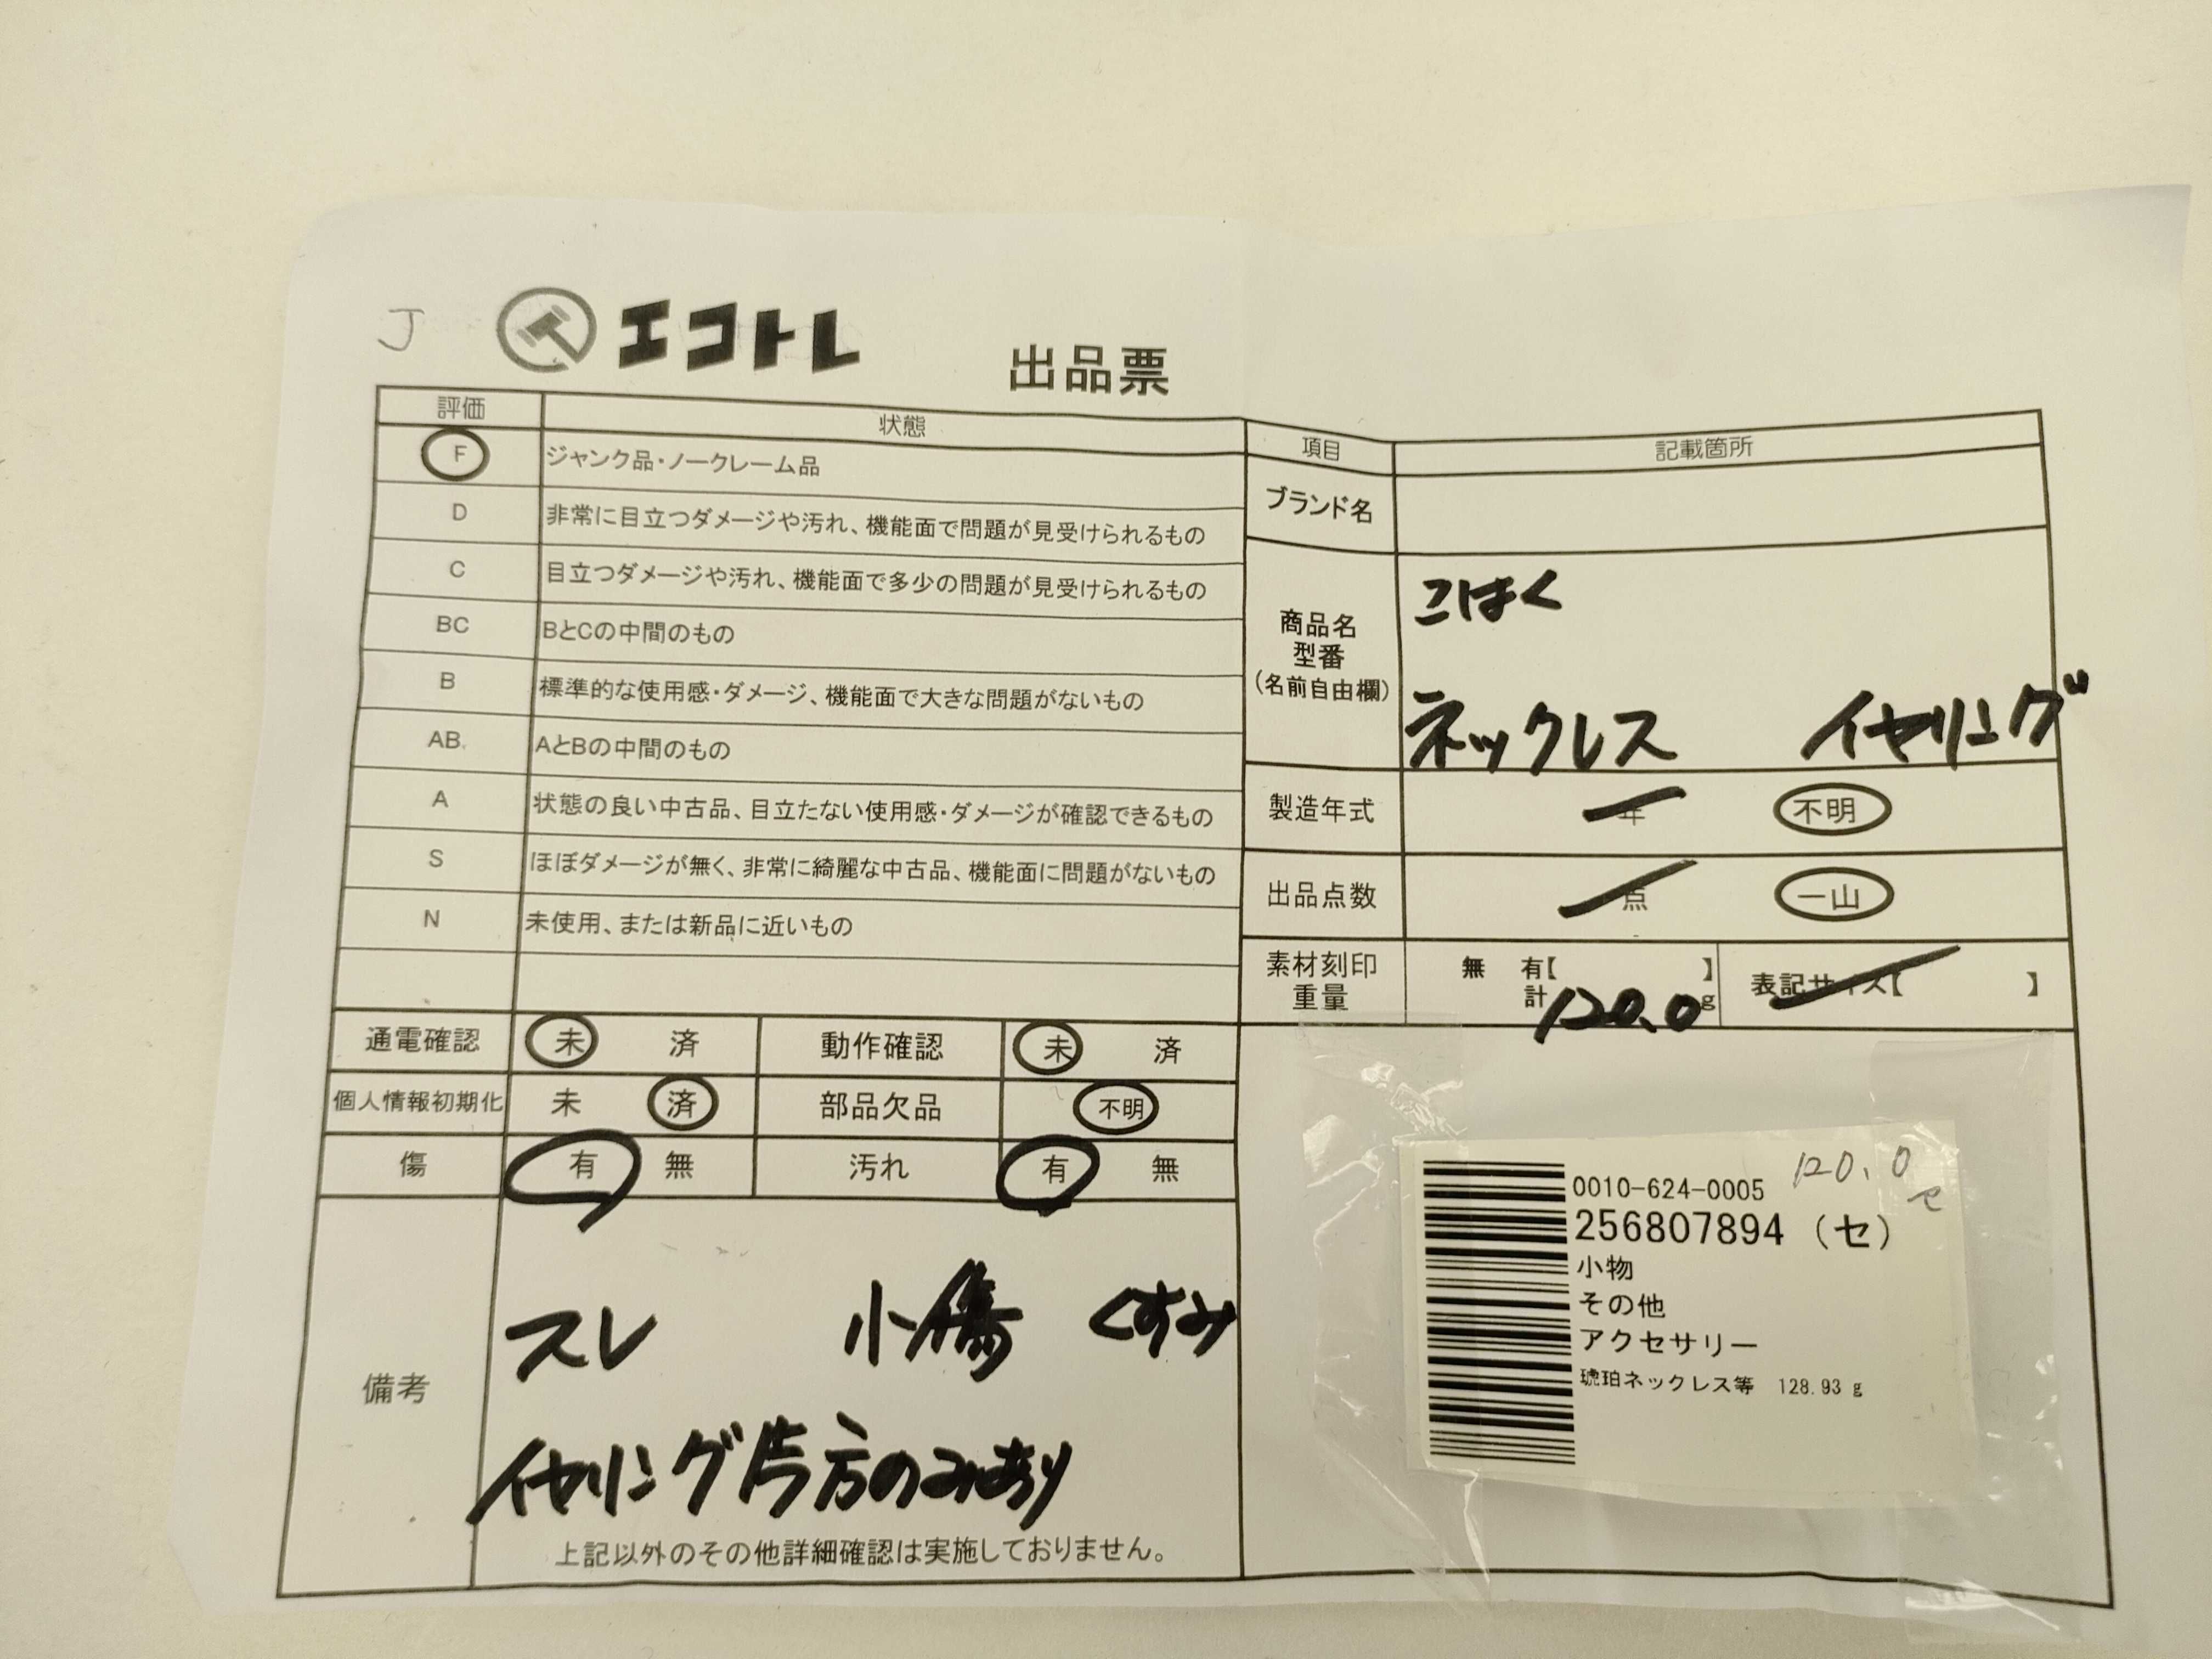 J エコトレ 出品票
評価 状態
F ジャンク品・ノークレーム品
D 非常に目立つダメージや汚れ、機能面で問題が見受けられるもの
C 目立つダメージや汚れ、機能面で多少の問題が見受けられるもの
BC BとCの中間のもの
B 標準的な使用感・ダメージ、機能面で大きな問題がないもの
AB. AとBの中間のもの
A 状態の良い中古品、目立たない使用感・ダメージが確認できるもの
S ほぼダメージが無く、非常に綺麗な中古品、機能面に問題がないもの
N 未使用、または新品に近いもの
通電確認 未 済 動作確認 未 済
個人情報初期化 未 済 部品欠品 不明
傷 有 無 汚れ 有 無
備考
スレ 小傷 くすみ
イヤリング片方のみあり
上記以外のその他詳細確認は実施しておりません。
項目 記載箇所
ブランド名
商品名
型番
(名前自由欄)
こはく
ネックレス イヤリング
製造年式 年 不明
出品点数 点 一山
素材刻印 無 有【 】 表記サイズ【 】
重量 計 120.0 g
0010-624-0005 120.0
256807894 (セ) セ
小物
その他
アクセサリー
琥珀ネックレス等 128.93 g